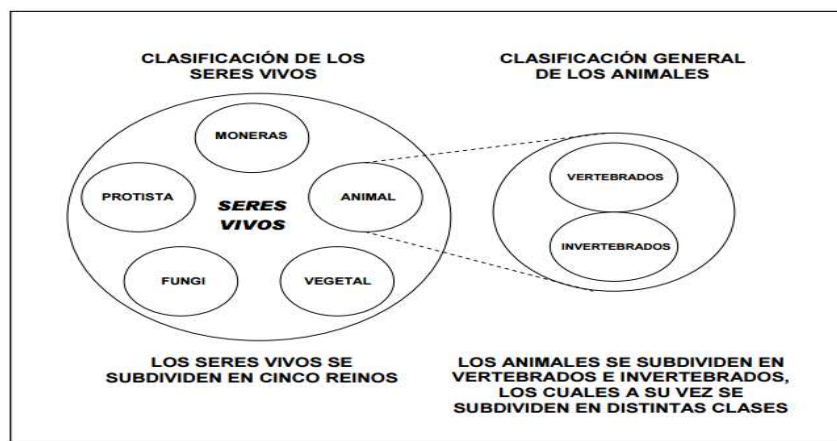 CLASIFICACIÓN DE LOS
SERES VIVOS
MONERAS
PROTISTA
SERES
VIVOS
ANIMAL
FUNGI
VEGETAL
LOS SERES VIVOS SE
SUBDIVIDEN EN CINCO REINOS
CLASIFICACIÓN GENERAL
DE LOS ANIMALES
VERTEBRADOS
INVERTEBRADOS
LOS ANIMALES SE SUBDIVIDEN EN
VERTEBRADOS E INVERTEBRADOS,
LOS CUALES A SU VEZ SE
SUBDIVIDEN EN DISTINTAS CLASES